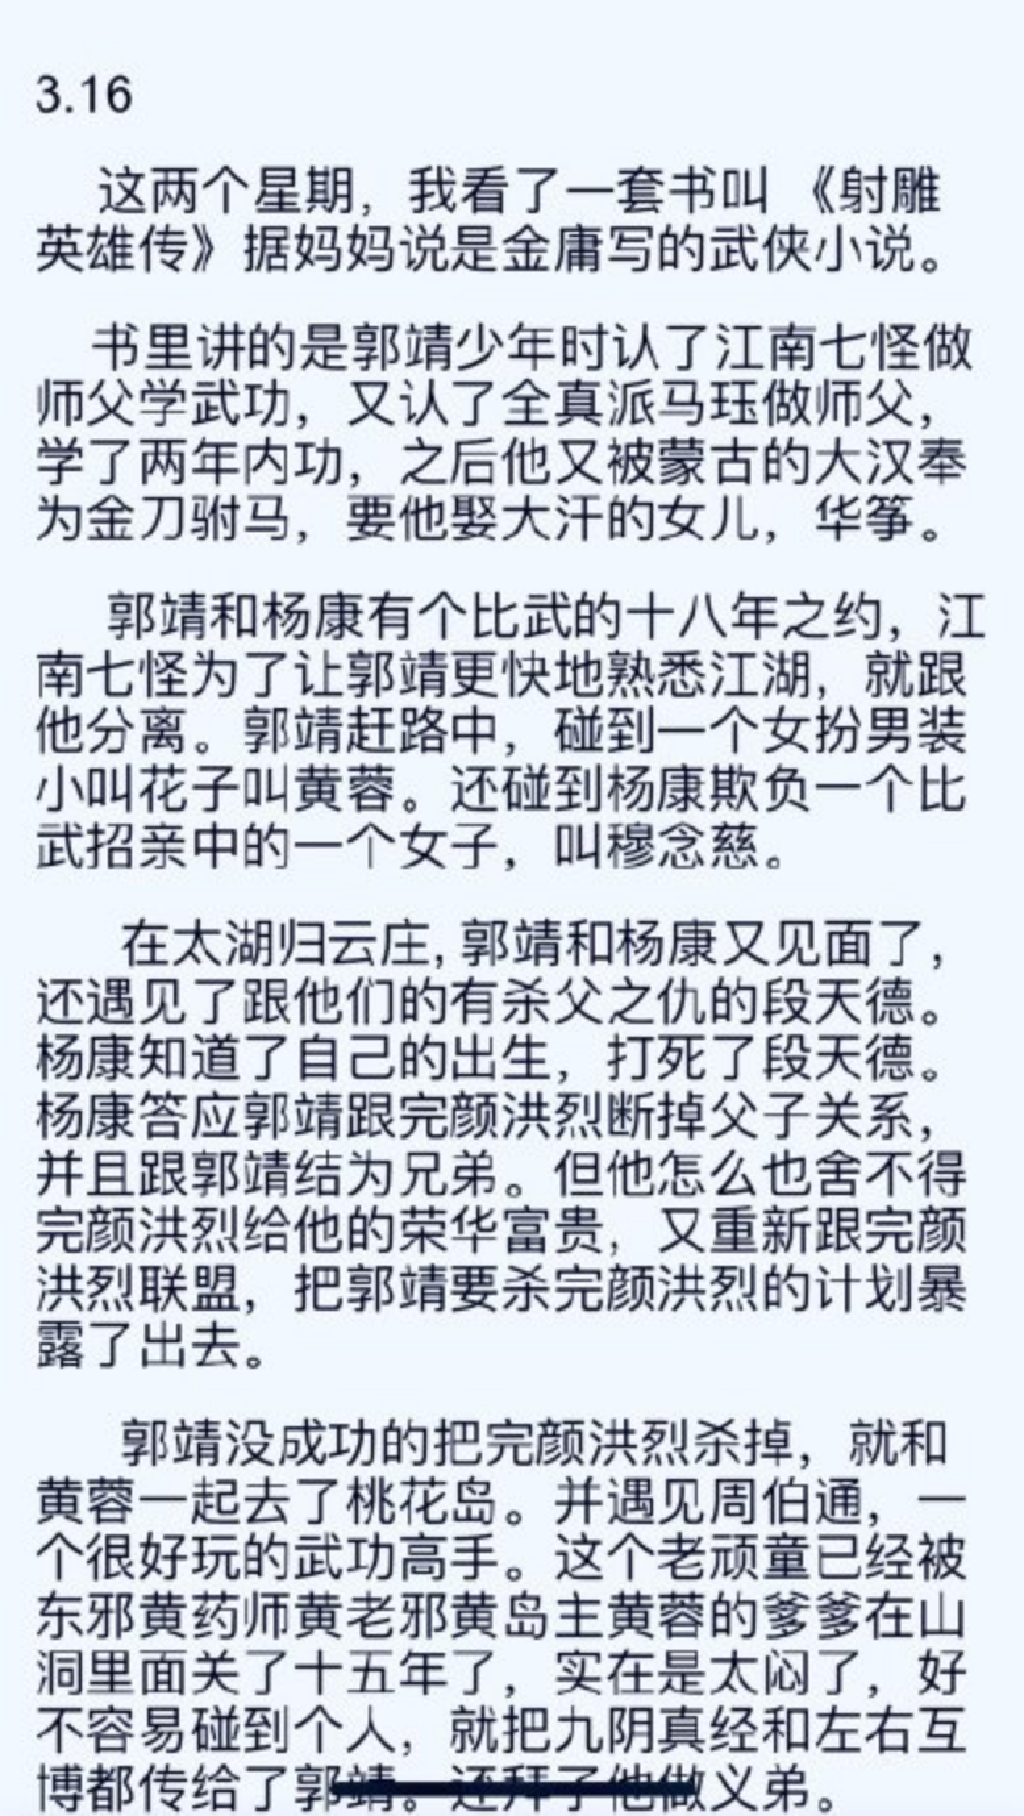 3.16
这两个星期，我看了一套书叫 《射雕
英雄传》据妈妈说是金庸写的武侠小说。
书里讲的是郭靖少年时认了江南七怪做
师父学武功，又认了全真派马珏做师父，
学了两年内功，之后他又被蒙古的大汉奉
为金刀驸马，要他娶大汗的女儿，华筝。
郭靖和杨康有个比武的十八年之约，江
南七怪为了让郭靖更快地熟悉江湖，就跟
他分离。郭靖赶路中，碰到一个女扮男装
小叫花子叫黄蓉。还碰到杨康欺负一个比
武招亲中的一个女子，叫穆念慈。
在太湖归云庄,郭靖和杨康又见面了，
还遇见了跟他们的有杀父之仇的段天德。
杨康知道了自己的出生，打死了段天德。
杨康答应郭靖跟完颜洪烈断掉父子关系，
并且跟郭靖结为兄弟。但他怎么也舍不得
完颜洪烈给他的荣华富贵，又重新跟完颜
洪烈联盟，把郭靖要杀完颜洪烈的计划暴
露了出去。
郭靖没成功的把完颜洪烈杀掉，就和
黄蓉一起去了桃花岛。并遇见周伯通，一
个很好玩的武功高手。这个老顽童已经被
东邪黄药师黄老邪黄岛主黄蓉的爹爹在山
洞里面关了十五年了，实在是太闷了，好
不容易碰到个人，就把九阴真经和左右互
博都传给了郭靖。还拜了他做义弟。